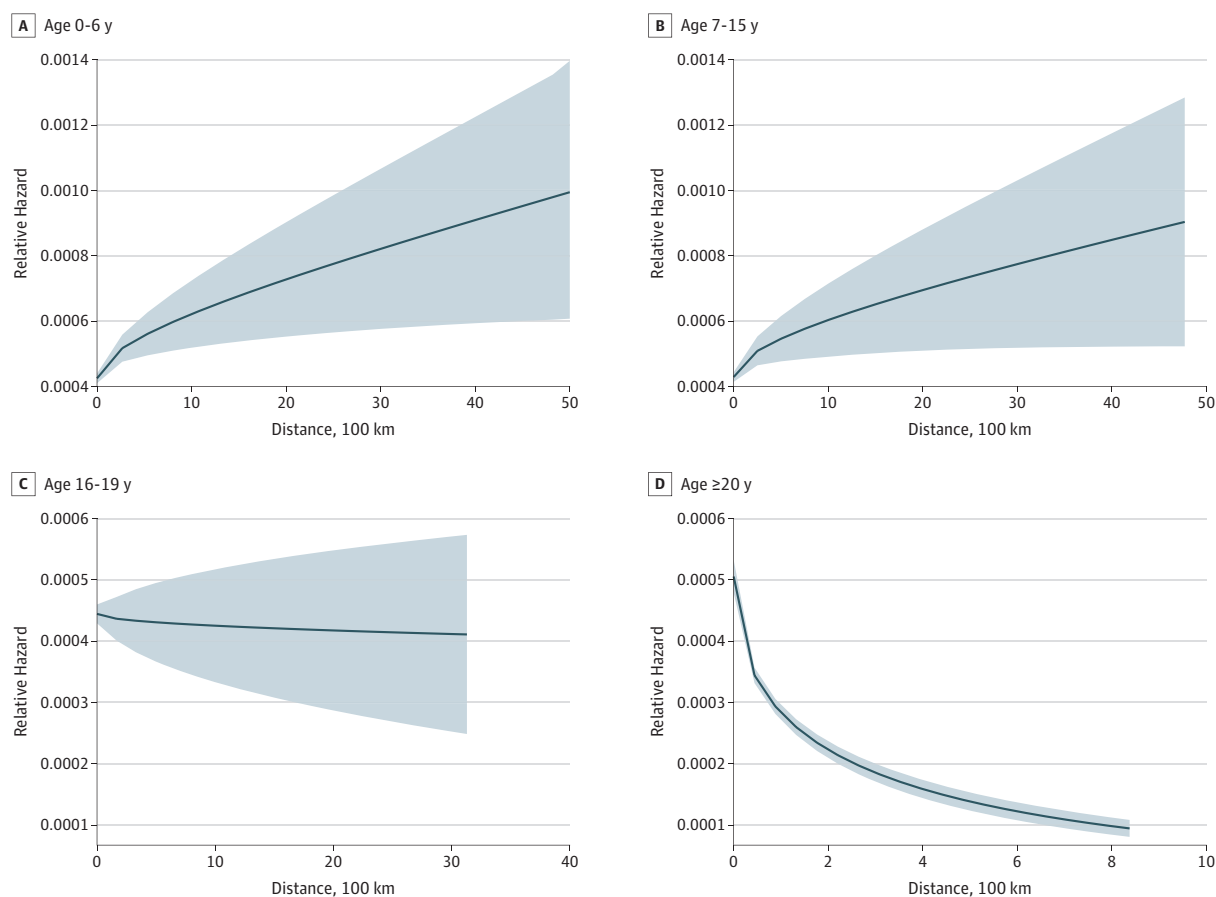 A Age 0-6 y
0.0014
0.0012
0.0010
0.0008
0.0006
0.0004
Relative Hazard
0 10 20 30 40 50
Distance, 100 km
B Age 7-15 y
0.0014
0.0012
0.0010
0.0008
0.0006
0.0004
Relative Hazard
0 10 20 30 40 50
Distance, 100 km
C Age 16-19 y
0.0006
0.0005
0.0004
0.0003
0.0002
0.0001
Relative Hazard
0 10 20 30 40
Distance, 100 km
D Age ≥20 y
0.0006
0.0005
0.0004
0.0003
0.0002
0.0001
Relative Hazard
0 2 4 6 8 10
Distance, 100 km